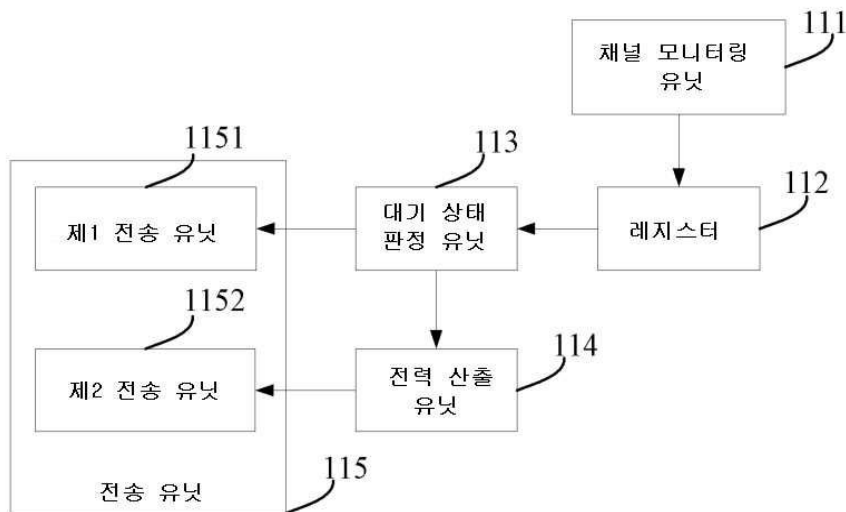 111
채널 모니터링
유닛
1151
113
112
제1 전송 유닛
대기 상태
판정 유닛
레지스터
1152
114
제2 전송 유닛
전력 산출
유닛
115
전송 유닛